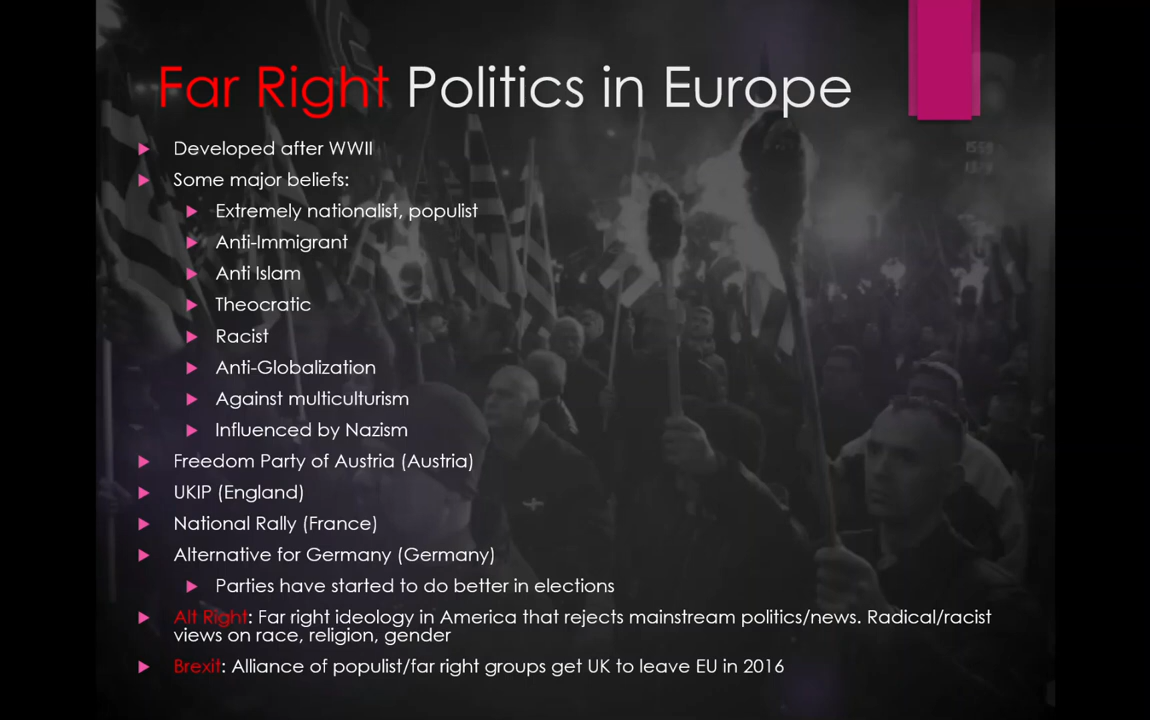 Far Right Politics in Europe
Developed after WWII
Some major beliefs:
Extremely nationalist, populist
Anti-Immigrant
Anti Islam
Theocratic
Racist
Anti-Globalization
Against multiculturism
Influenced by Nazism
Freedom Party of Austria (Austria)
UKIP (England)
National Rally (France)
Alternative for Germany (Germany)
Parties have started to do better in elections
Alt Right: Far right ideology in America that rejects mainstream politics/news. Radical/racist
views on race, religion, gender
Brexit: Alliance of populist/far right groups get UK to leave EU in 2016